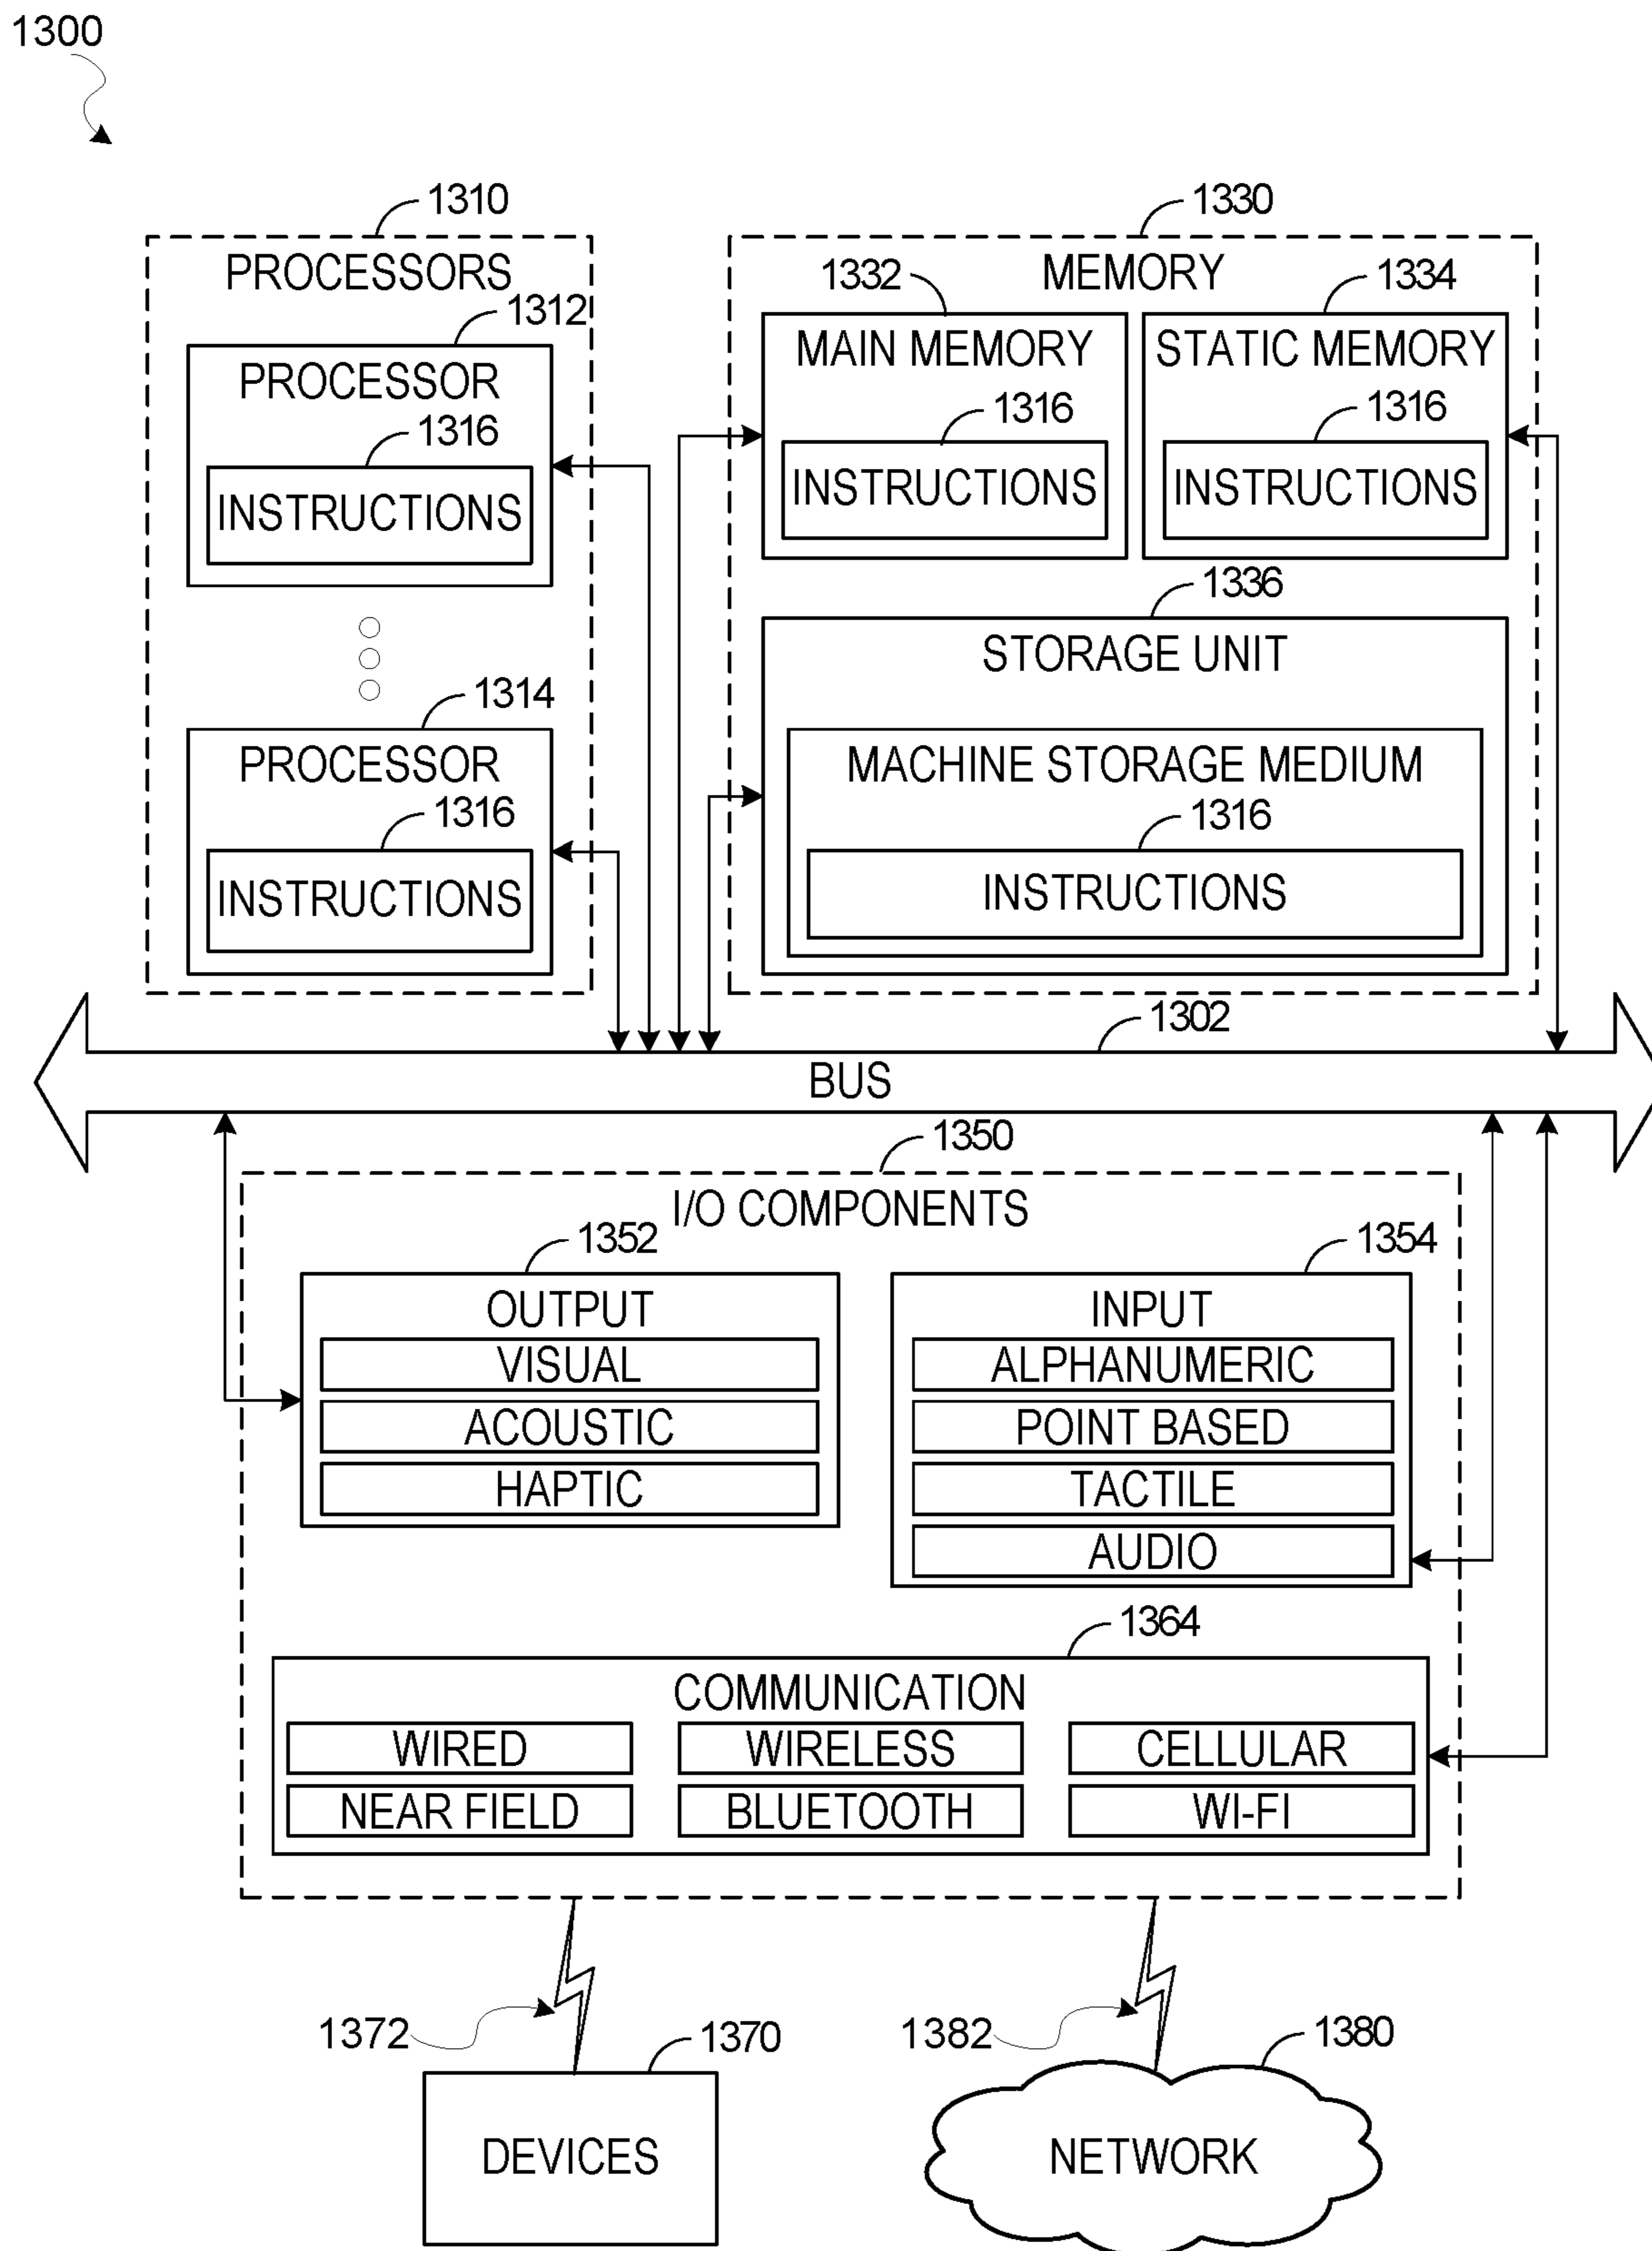 1300
1310
PROCESSORS
1312
PROCESSOR
1316
INSTRUCTIONS
1314
PROCESSOR
1316
INSTRUCTIONS
1330
MEMORY
1332
MAIN MEMORY
1316
INSTRUCTIONS
1334
STATIC MEMORY
1316
INSTRUCTIONS
1336
STORAGE UNIT
MACHINE STORAGE MEDIUM
1316
INSTRUCTIONS
1302
BUS
1350
I/O COMPONENTS
1352
OUTPUT
VISUAL
ACOUSTIC
HAPTIC
1354
INPUT
ALPHANUMERIC
POINT BASED
TACTILE
AUDIO
1364
COMMUNICATION
WIRED WIRELESS CELLULAR
NEAR FIELD BLUETOOTH WI-FI
1372
1370
DEVICES
1382
1380
NETWORK